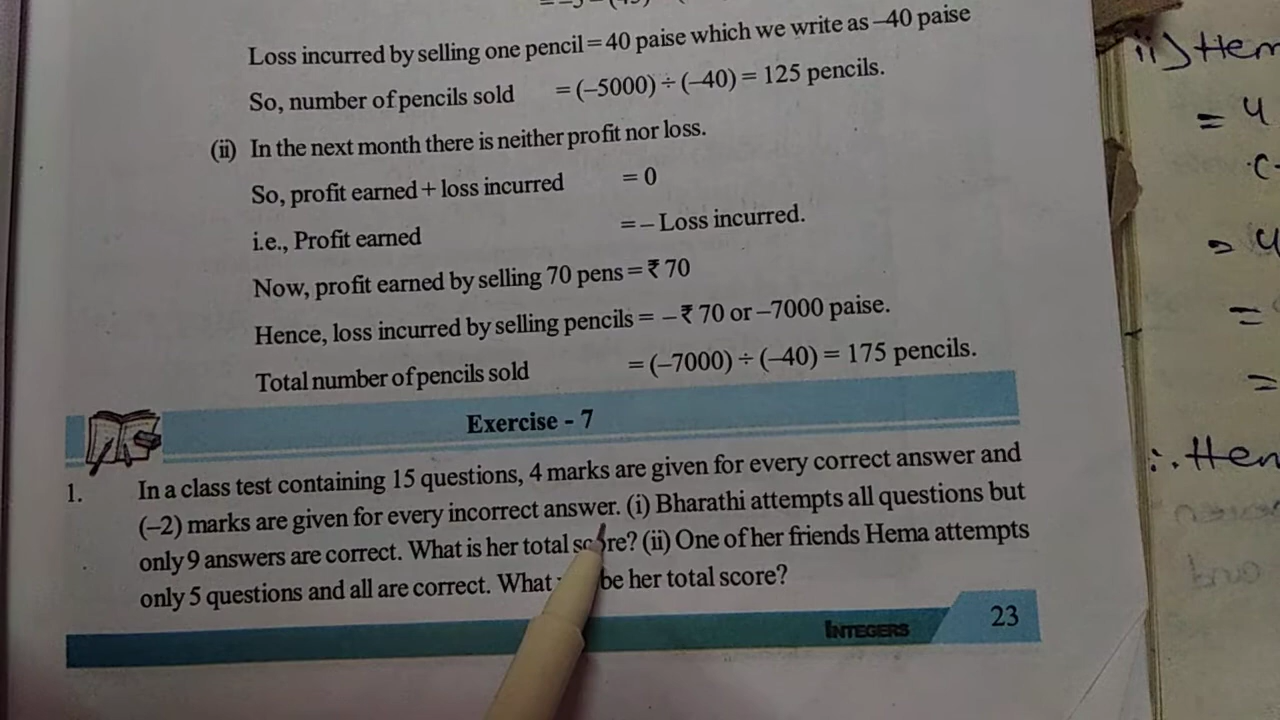 Loss incurred by selling one pencil = 40 paise which we write as –40 paise
So, number of pencils sold = (–5000) ÷ (–40) = 125 pencils.
(ii) In the next month there is neither profit nor loss.
So, profit earned + loss incurred = 0
i.e., Profit earned = – Loss incurred.
Now, profit earned by selling 70 pens = ₹ 70
Hence, loss incurred by selling pencils = – ₹ 70 or –7000 paise.
Total number of pencils sold = (–7000) ÷ (–40) = 175 pencils.
Exercise - 7
1. In a class test containing 15 questions, 4 marks are given for every correct answer and
(–2) marks are given for every incorrect answer. (i) Bharathi attempts all questions but
only 9 answers are correct. What is her total score? (ii) One of her friends Hema attempts
only 5 questions and all are correct. What be her total score?
INTEGERS 23
ii) Hem
= 4
= 4
=
=
∴ Hen